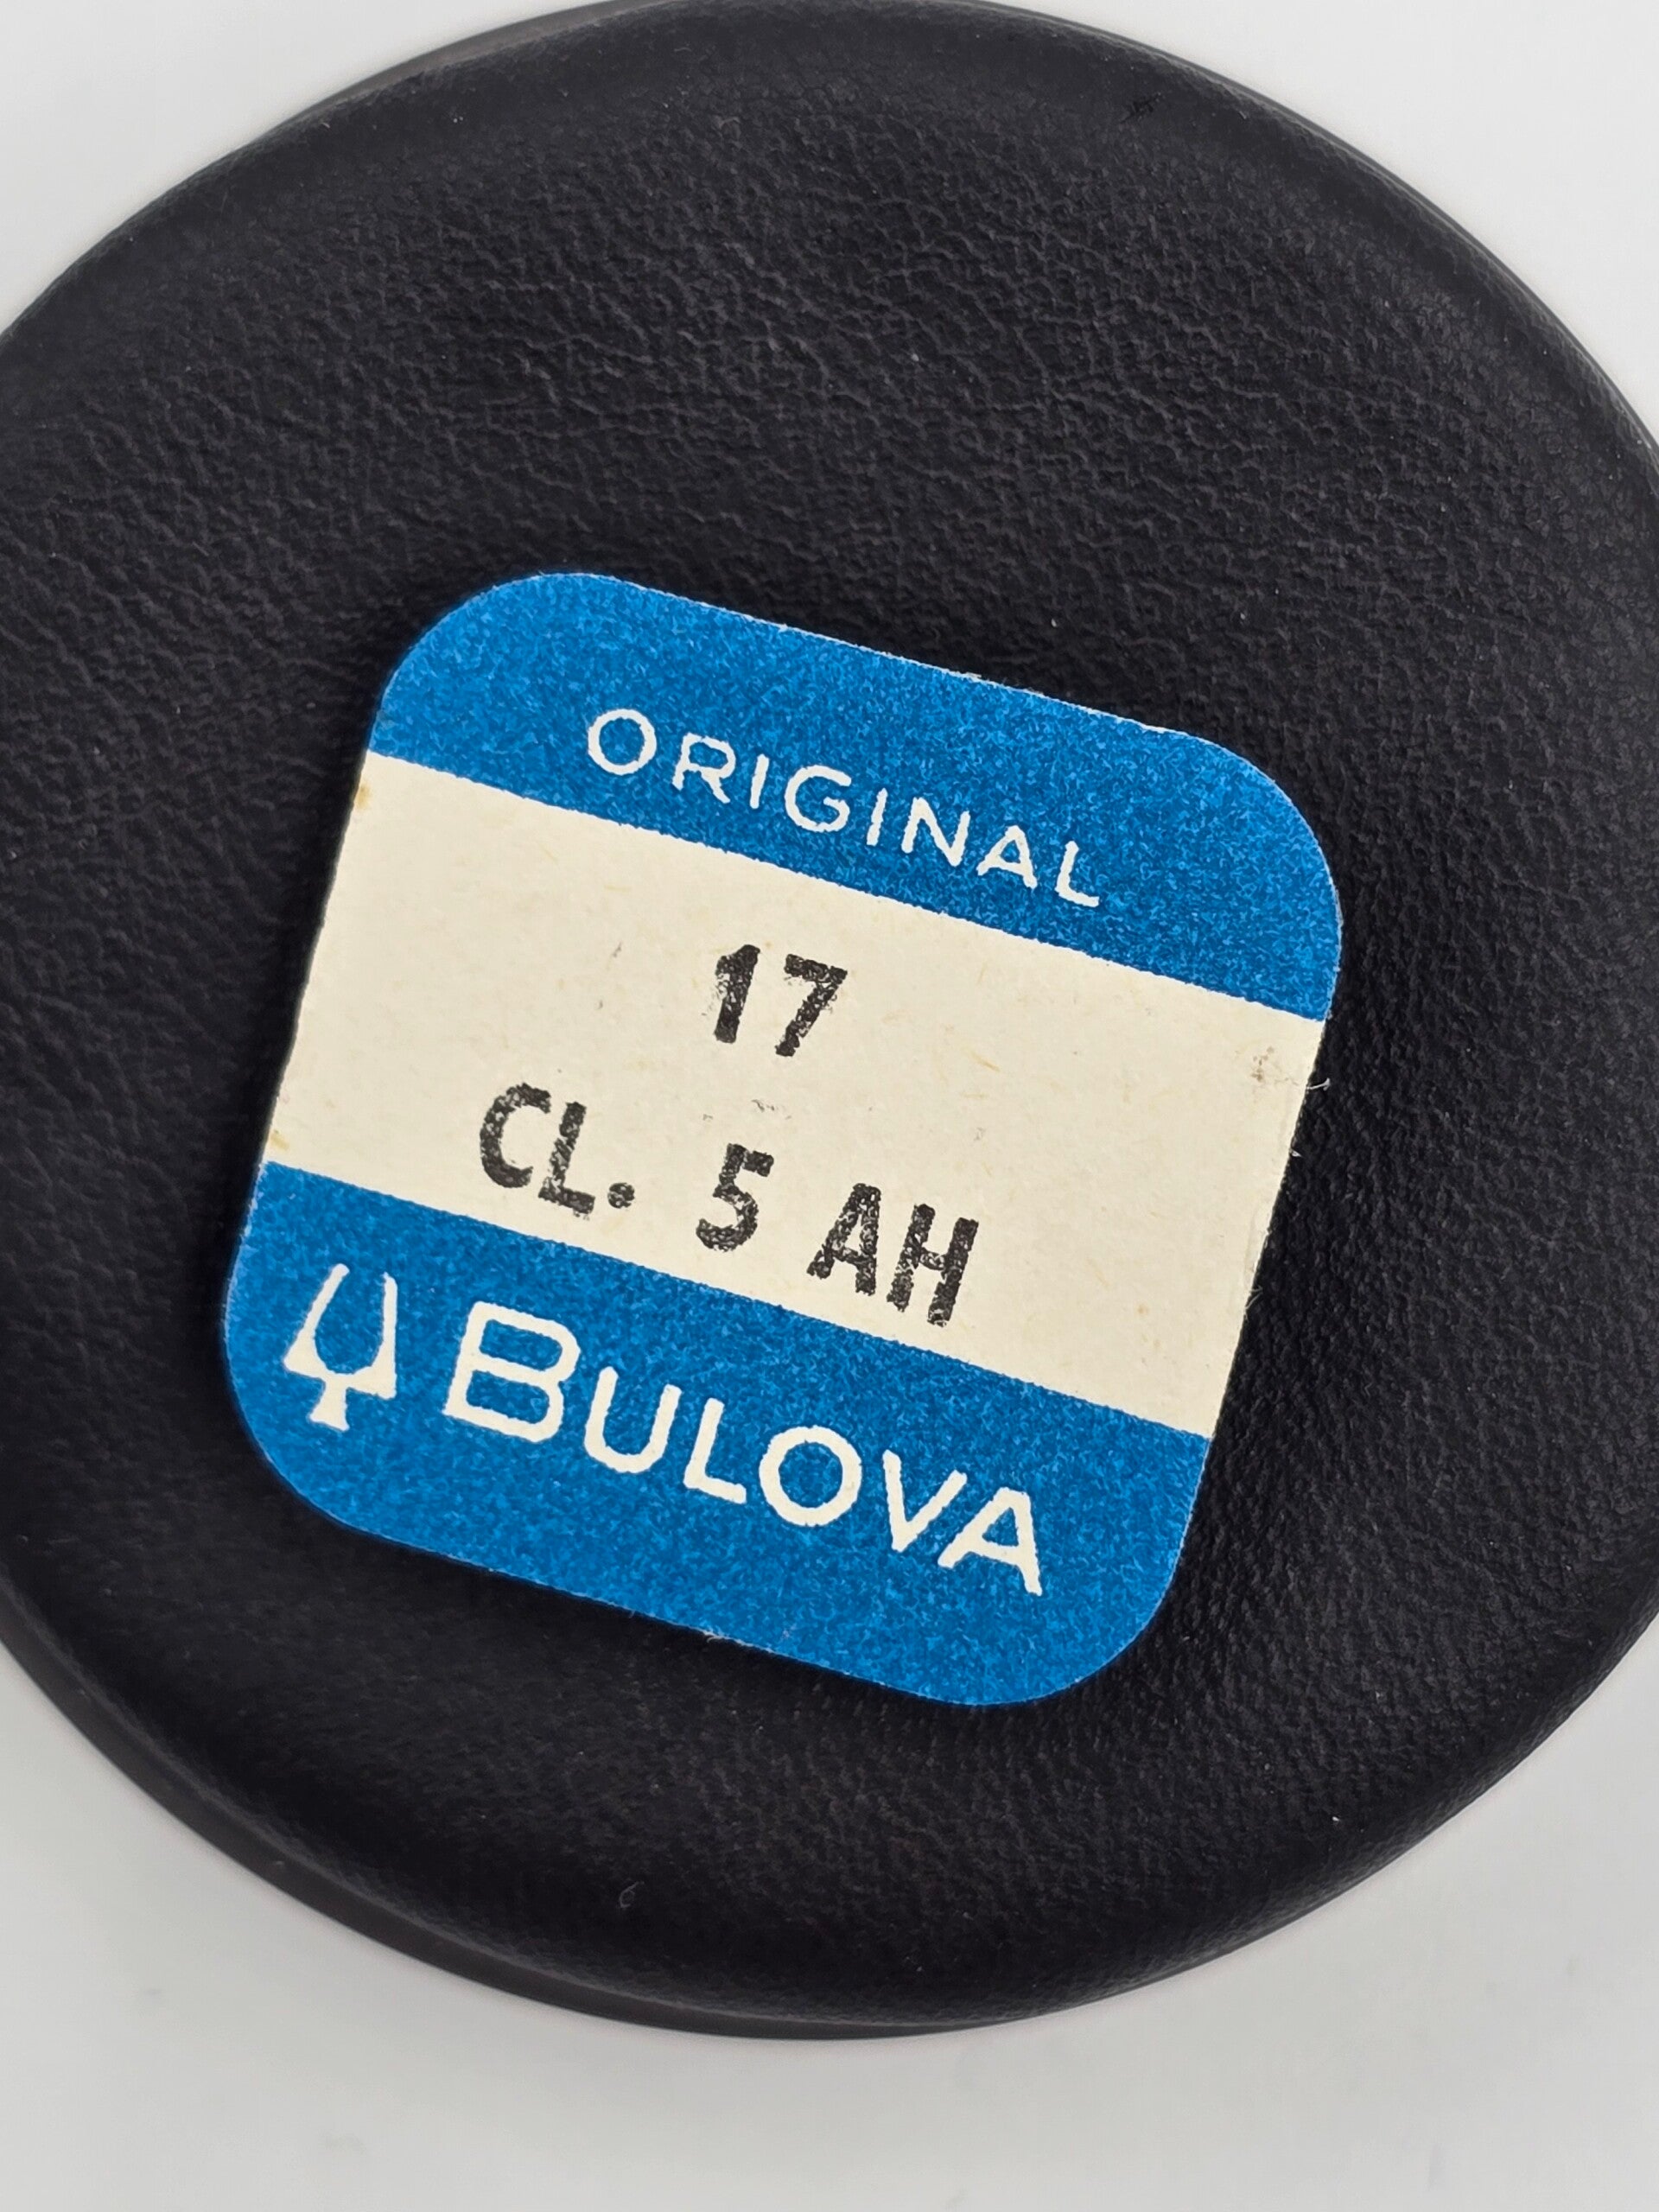 ORIGINAL
17
CL. 5 AH
BULOVA